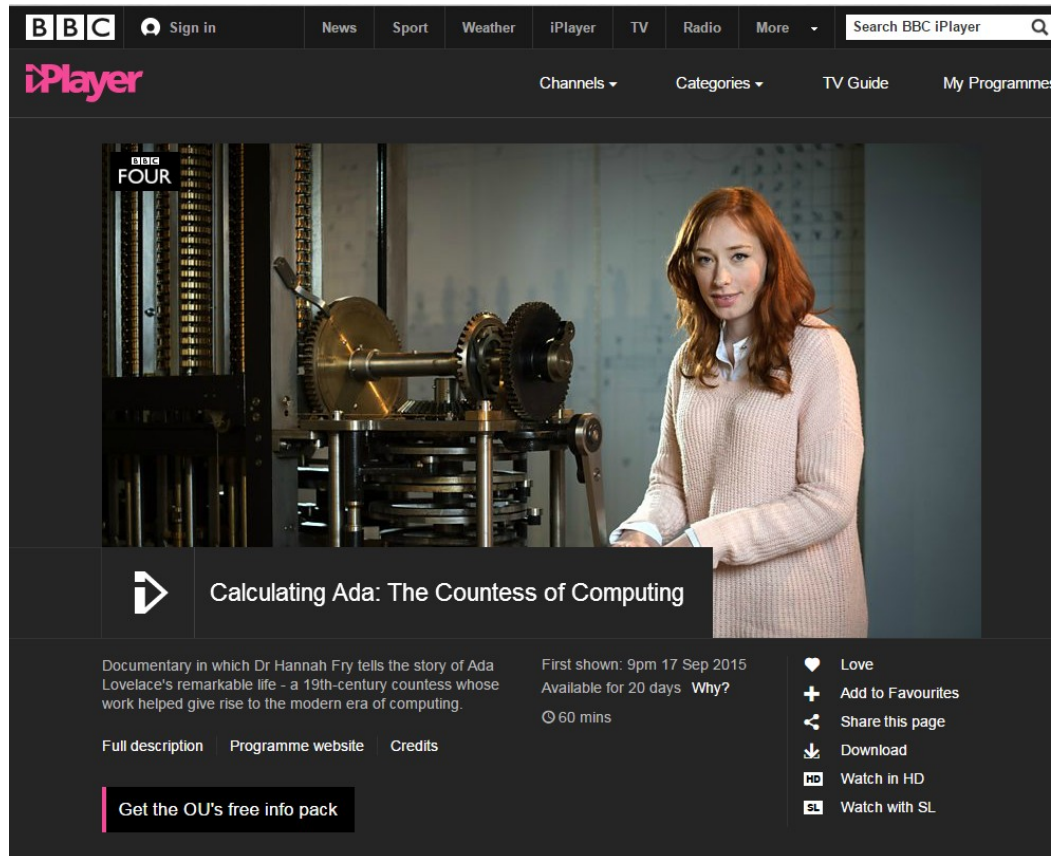 BBC Sign in News Sport Weather iPlayer TV Radio More Search BBC iPlayer
iPlayer Channels Categories TV Guide My Programmes
BBC
FOUR
Calculating Ada: The Countess of Computing
Documentary in which Dr Hannah Fry tells the story of Ada
Lovelace's remarkable life - a 19th-century countess whose
work helped give rise to the modern era of computing.
Full description Programme website Credits
Get the OU's free info pack
First shown: 9pm 17 Sep 2015
Available for 20 days Why?
60 mins
Love
Add to Favourites
Share this page
Download
HD Watch in HD
SL Watch with SL